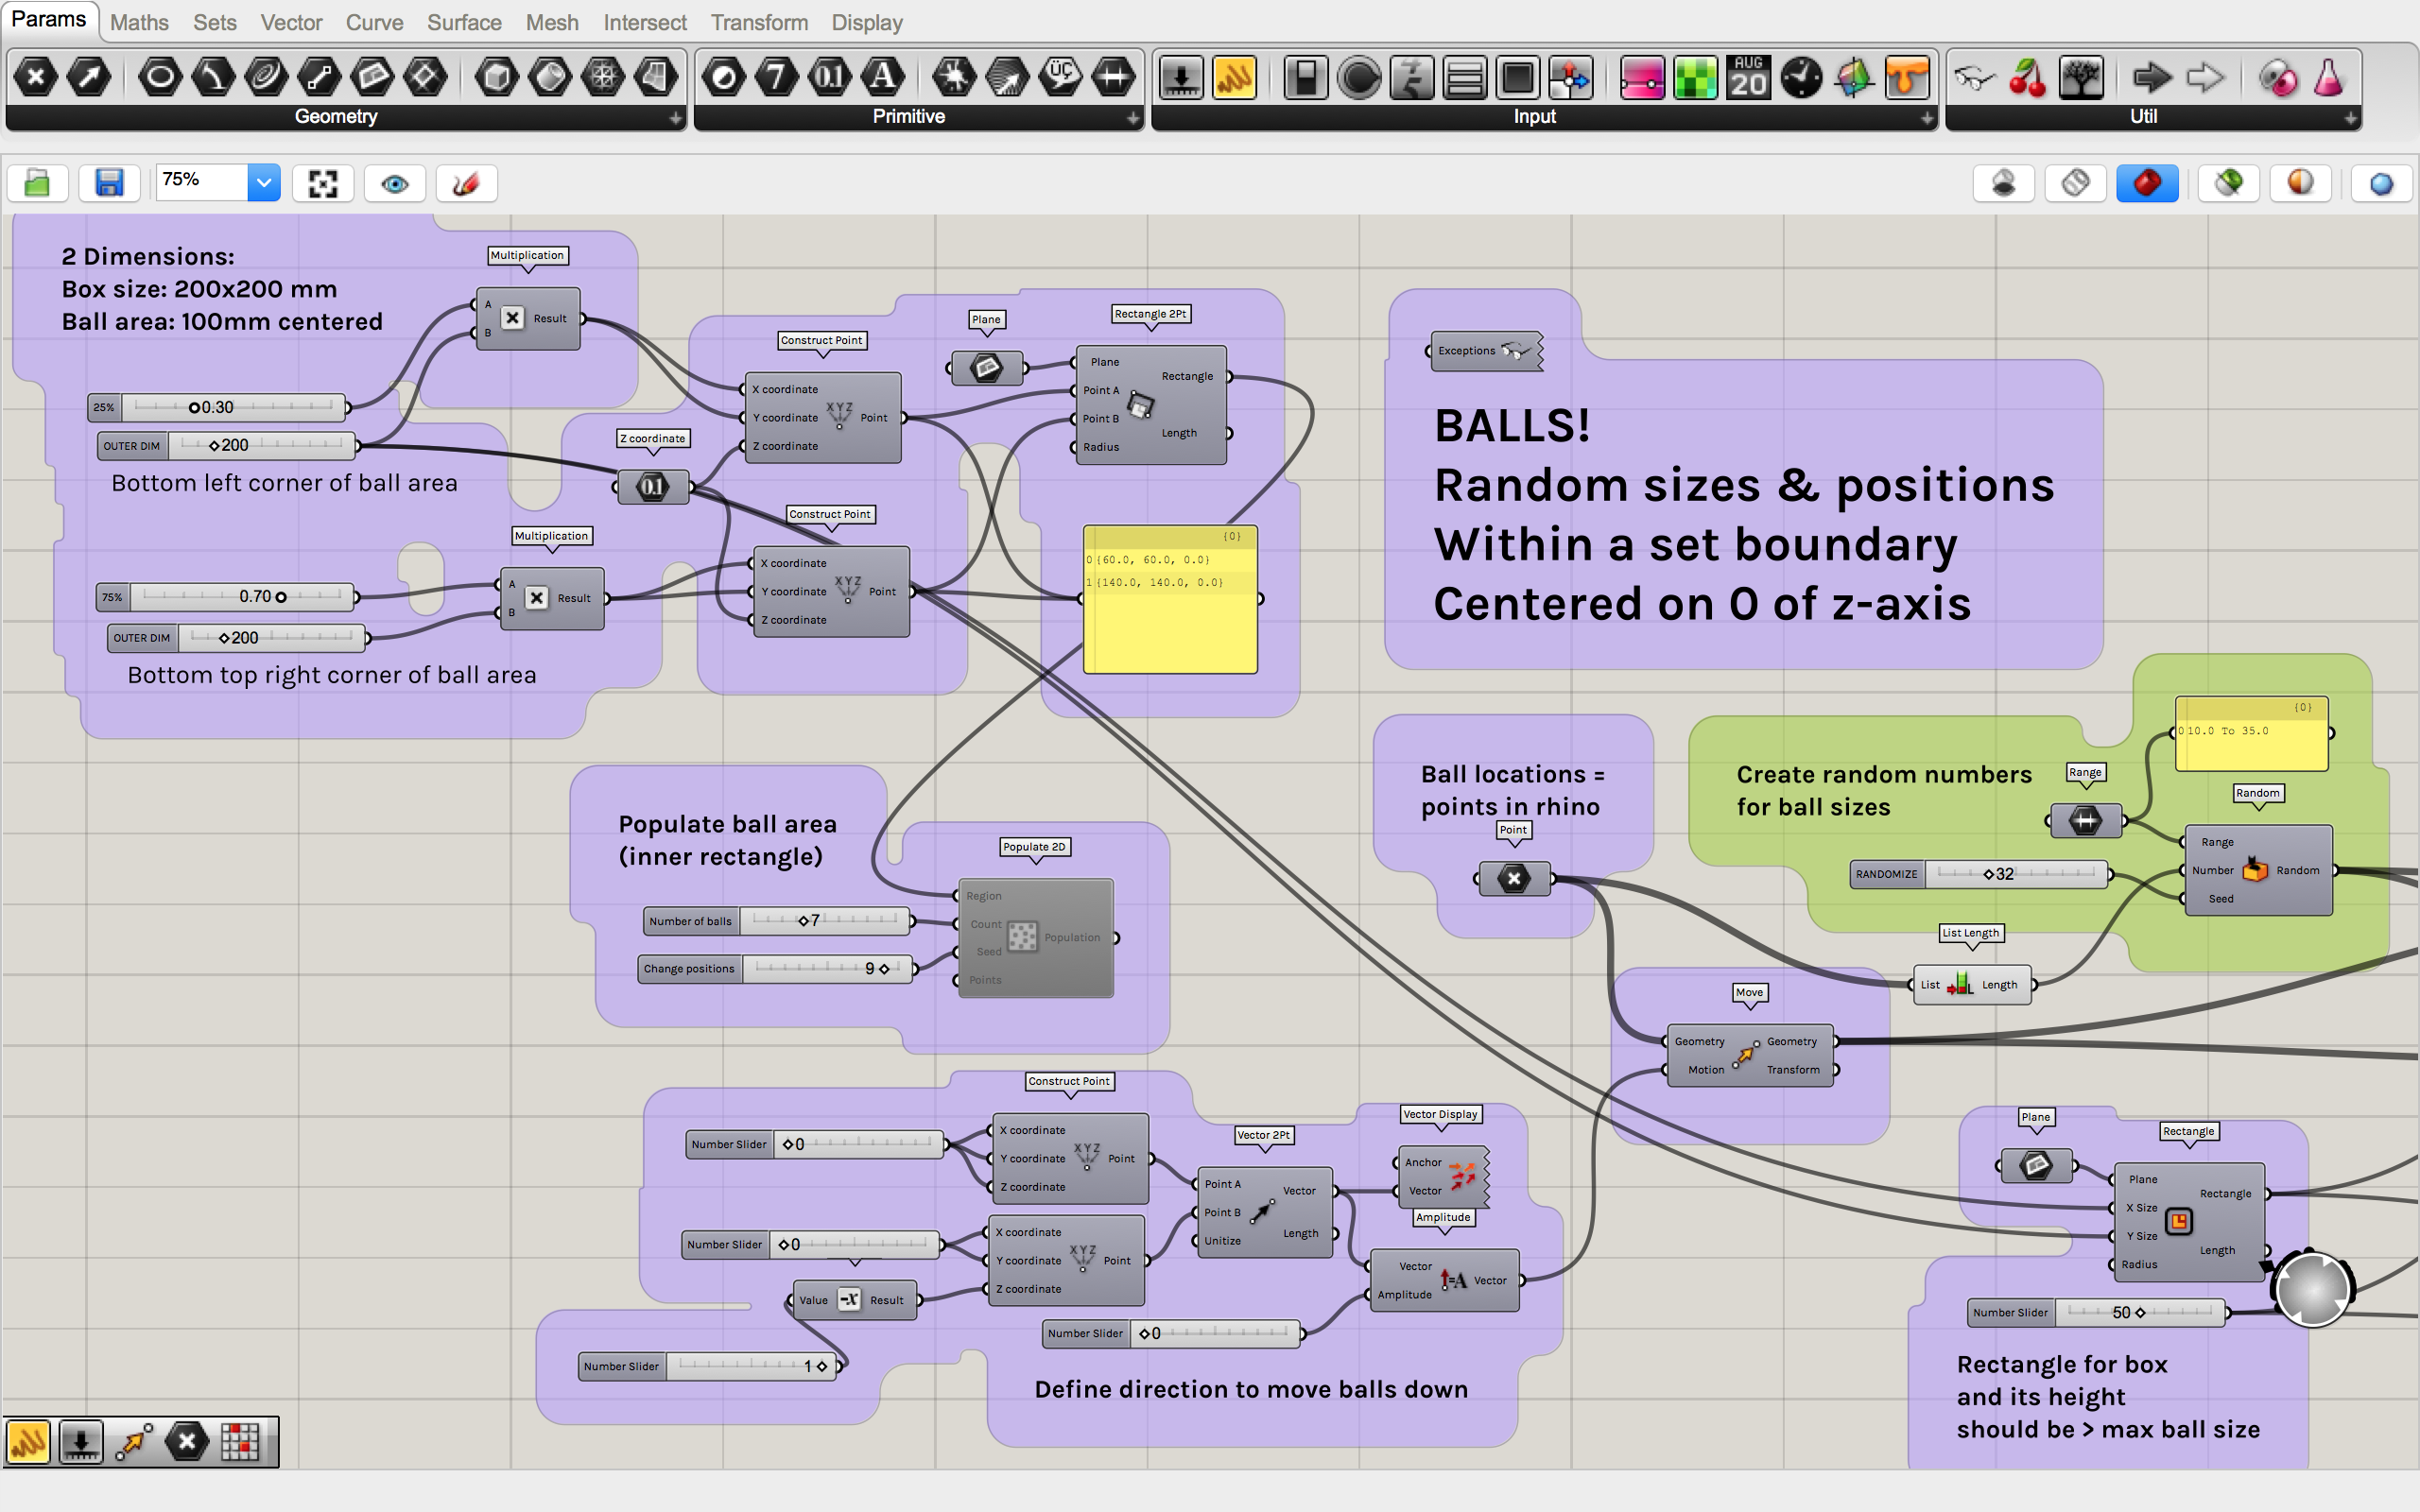 Params Maths Sets Vector Curve Surface Mesh Intersect Transform Display
7 0.1 A ÜÇ AUG 20
Geometry Primitive Input Util
75%
2 Dimensions:
Box size: 200x200 mm
Ball area: 100mm centered
Multiplication
A
B
Result
25% 0.30
OUTER DIM 200
Bottom left corner of ball area
Z coordinate
0.1
Construct Point
X coordinate
Y coordinate
Z coordinate
XYZ
Point
Plane
Rectangle 2Pt
Plane
Point A
Point B
Radius
Rectangle
Length
Multiplication
A
B
Result
75% 0.70
OUTER DIM 200
Bottom top right corner of ball area
Construct Point
X coordinate
Y coordinate
Z coordinate
XYZ
Point
{0}
0 {60.0, 60.0, 0.0}
1 {140.0, 140.0, 0.0}
Exceptions
BALLS!
Random sizes & positions
Within a set boundary
Centered on 0 of z-axis
Populate ball area
(inner rectangle)
Number of balls 7
Change positions 9
Populate 2D
Region
Count
Seed
Points
Population
Ball locations =
points in rhino
Point
Create random numbers
for ball sizes
Range
{0}
0 10.0 To 35.0
Random
Range
Number
Seed
Random
RANDOMIZE 32
List Length
List Length
Move
Geometry
Motion
Geometry
Transform
Number Slider 0
Construct Point
X coordinate
Y coordinate
Z coordinate
XYZ
Point
Number Slider 0
X coordinate
Y coordinate
Z coordinate
XYZ
Point
Value -x Result
Number Slider 1
Vector 2Pt
Point A
Point B
Unitize
Vector
Length
Vector Display
Anchor
Vector
Amplitude
Vector
Amplitude
=A
Vector
Number Slider 0
Define direction to move balls down
Plane
Rectangle
Plane
X Size
Y Size
Radius
Rectangle
Length
Number Slider 50
Rectangle for box
and its height
should be > max ball size